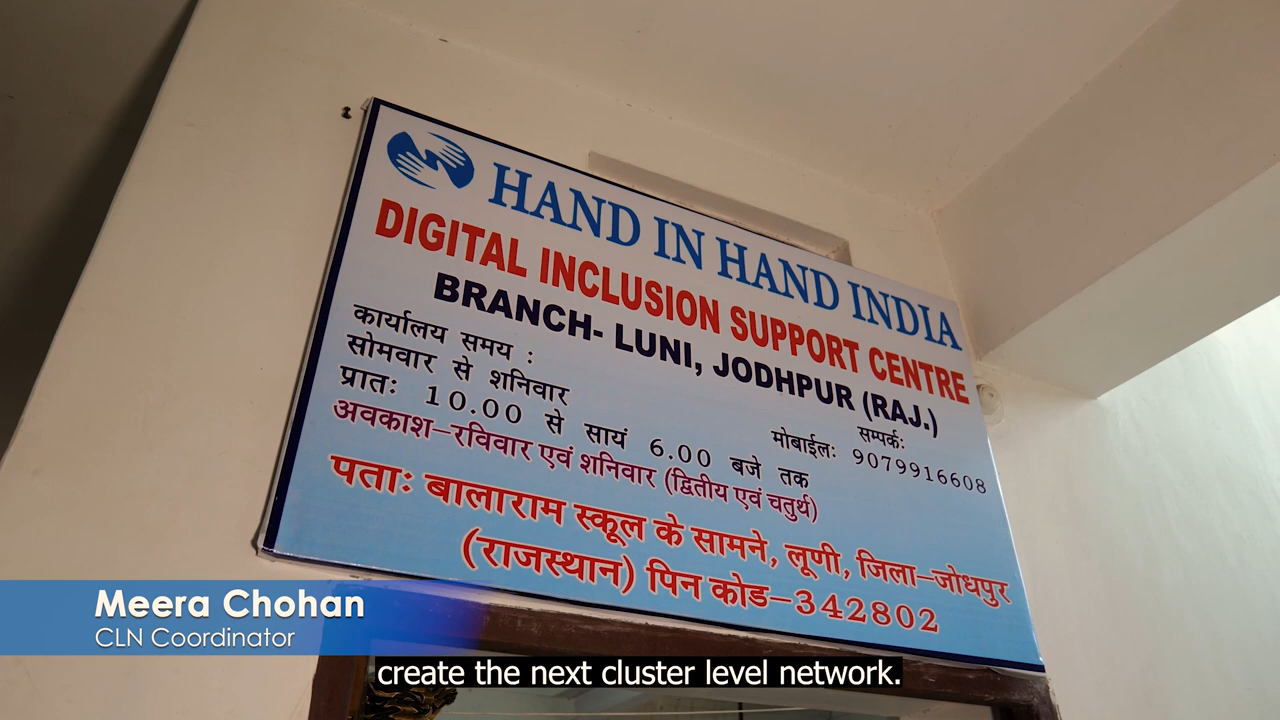 HAND IN HAND INDIA
DIGITAL INCLUSION SUPPORT CENTRE
BRANCH- LUNI, JODHPUR (RAJ.)
कार्यालय समय :
सोमवार से शनिवार
प्रातः 10.00 से सायं 6.00 बजे तक
सम्पर्कः
मोबाईलः 9079916608
अवकाश–रविवार एवं शनिवार (द्वितीय एवं चतुर्थ)
पताः बालाराम स्कूल के सामने, लूणी, जिला–जोधपुर
(राजस्थान) पिन कोड–342802
Meera Chohan
CLN Coordinator
create the next cluster level network.